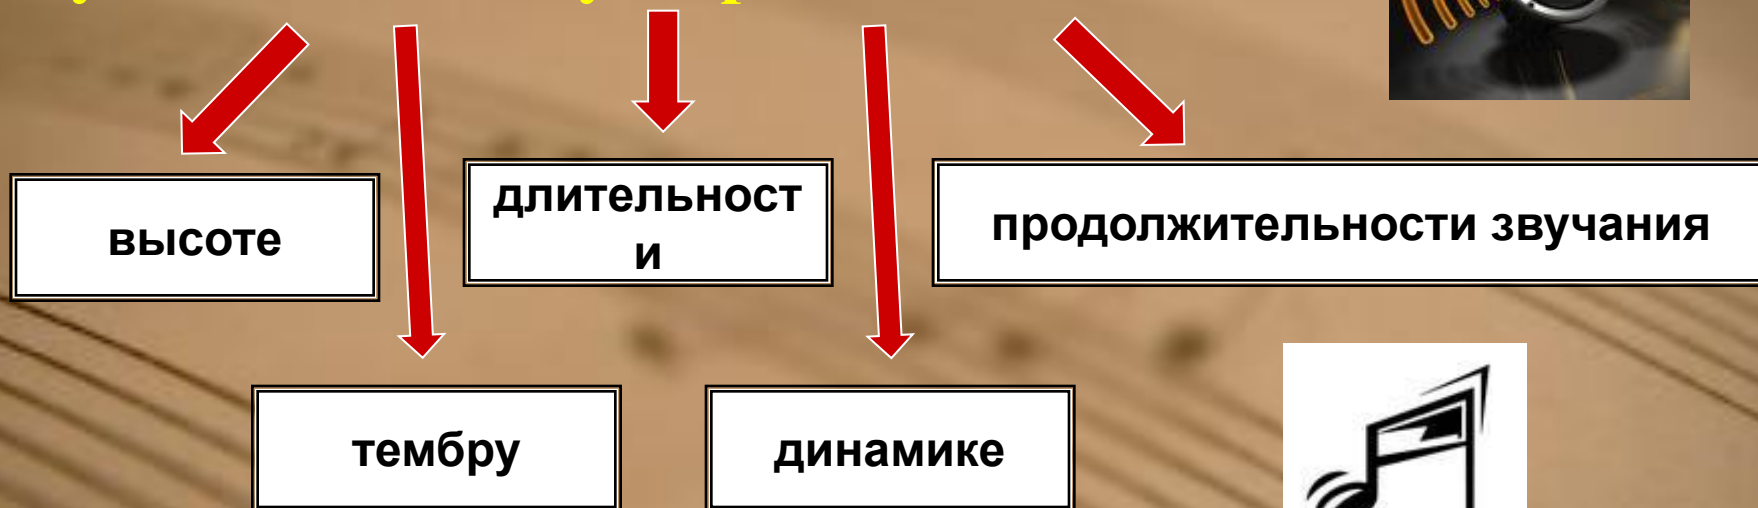 высоте
длительност
и
продолжительности звучания
тембру
динамике